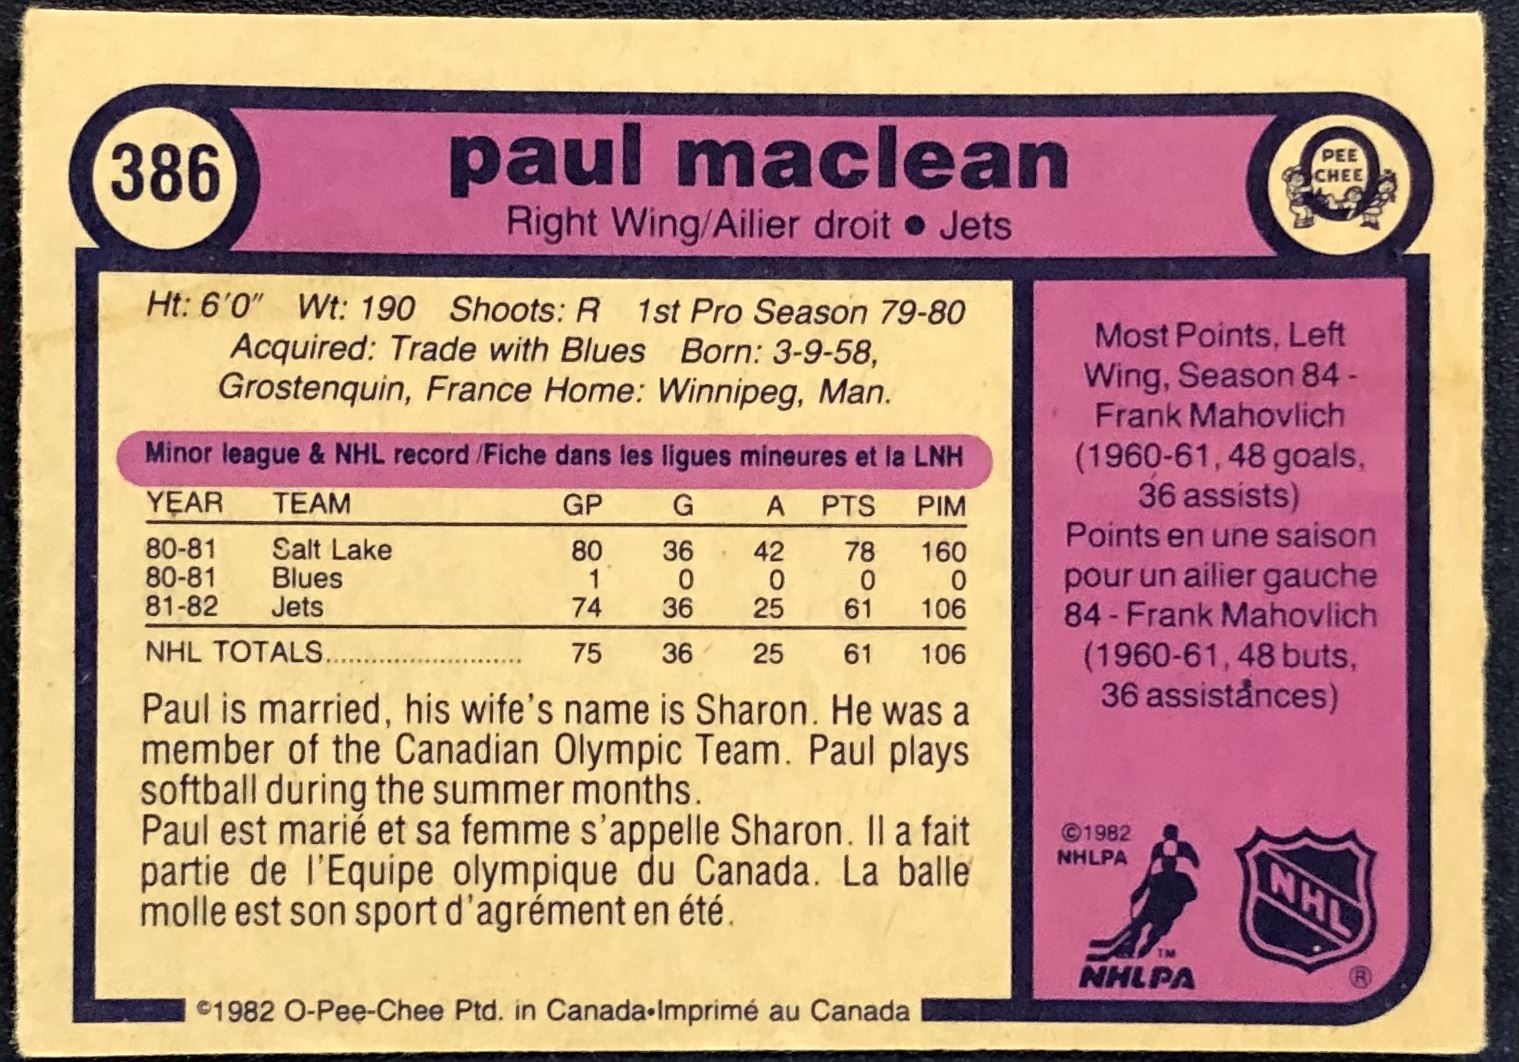 386
paul maclean
Right Wing/Ailier droit • Jets
O
PEE
CHEE
Ht: 6'0" Wt: 190 Shoots: R 1st Pro Season 79-80
Acquired: Trade with Blues Born: 3-9-58,
Grostenquin, France Home: Winnipeg, Man.
Minor league & NHL record /Fiche dans les ligues mineures et la LNH
YEAR TEAM GP G A PTS PIM
80-81 Salt Lake 80 36 42 78 160
80-81 Blues 1 0 0 0 0
81-82 Jets 74 36 25 61 106
NHL TOTALS........................... 75 36 25 61 106
Paul is married, his wife's name is Sharon. He was a
member of the Canadian Olympic Team. Paul plays
softball during the summer months.
Paul est marié et sa femme s'appelle Sharon. Il a fait
partie de l'Equipe olympique du Canada. La balle
molle est son sport d'agrément en été.
Most Points, Left
Wing, Season 84 -
Frank Mahovlich
(1960-61, 48 goals,
36 assists)
Points en une saison
pour un ailier gauche
84 - Frank Mahovlich
(1960-61, 48 buts,
36 assistances)
©1982
NHLPA
TM
NHLPA
NHL
®
©1982 O-Pee-Chee Ptd. in Canada•Imprimé au Canada